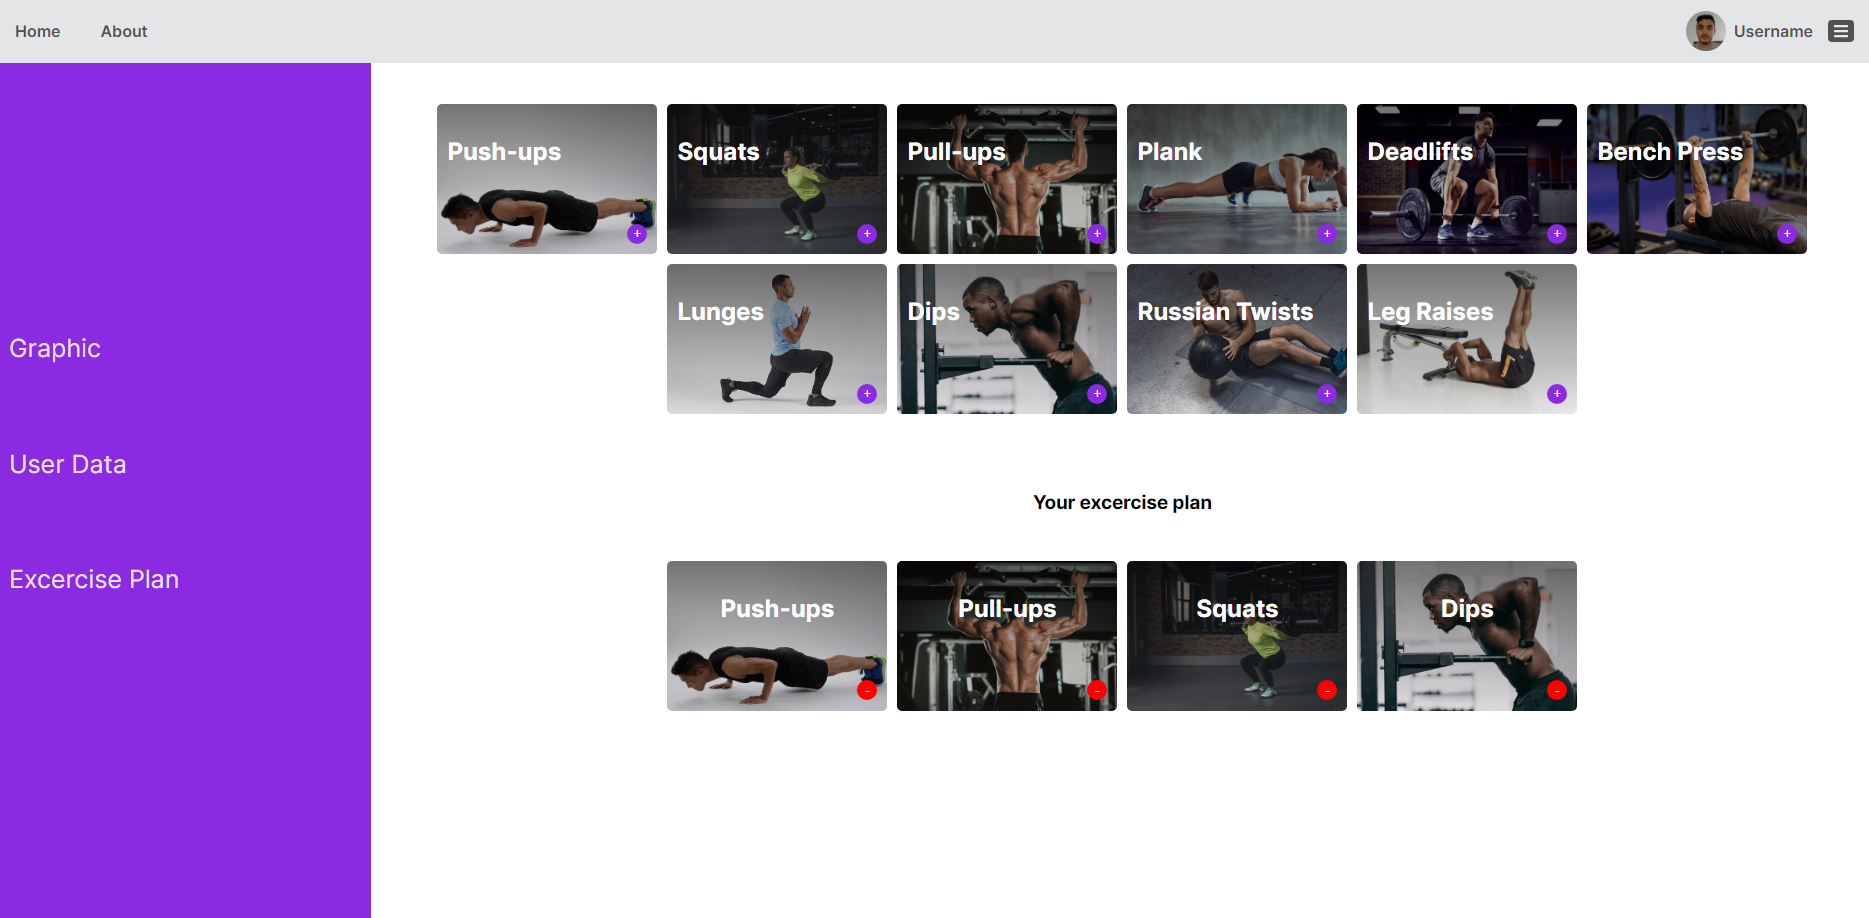 Home About Username
Push-ups Squats Pull-ups Plank Deadlifts Bench Press
+ + + + + +
Lunges Dips Russian Twists Leg Raises
+ + + +
Graphic
User Data
Your excercise plan
Excercise Plan
Push-ups Pull-ups Squats Dips
- - - -